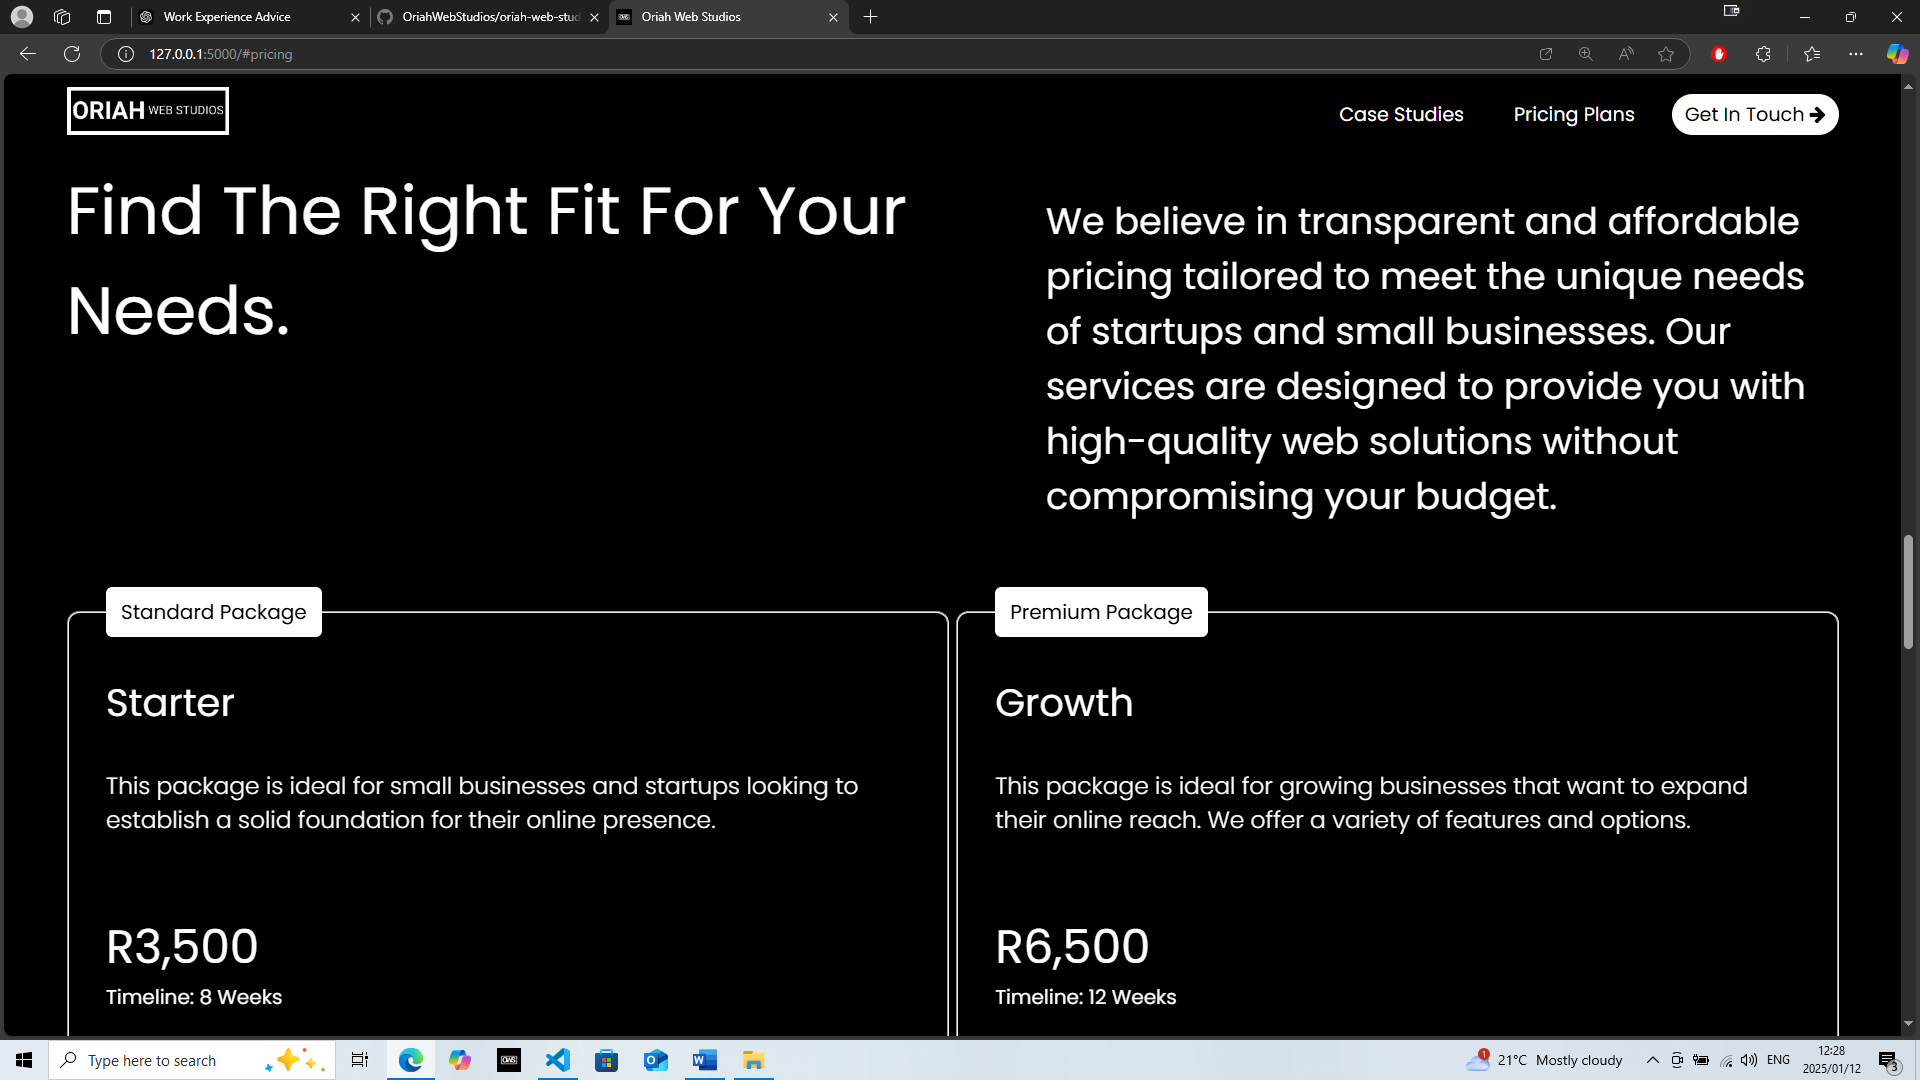 Work Experience Advice
OriahWebStudios/oriah-web-stud
Oriah Web Studios
127.0.0.1:5000/#pricing
ORIAH WEB STUDIOS
Case Studies
Pricing Plans
Get In Touch
Find The Right Fit For Your
Needs.
We believe in transparent and affordable
pricing tailored to meet the unique needs
of startups and small businesses. Our
services are designed to provide you with
high-quality web solutions without
compromising your budget.
Standard Package
Starter
This package is ideal for small businesses and startups looking to
establish a solid foundation for their online presence.
R3,500
Timeline: 8 Weeks
Premium Package
Growth
This package is ideal for growing businesses that want to expand
their online reach. We offer a variety of features and options.
R6,500
Timeline: 12 Weeks
Type here to search
OWS
1
21°C Mostly cloudy
ENG
12:28
2025/01/12
3